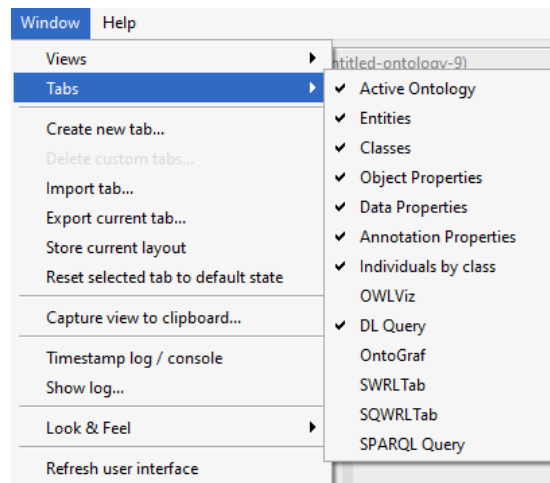 Window Help
Views
ntitled-ontology-9)
Tabs
Active Ontology
Entities
Create new tab...
Classes
Delete custom tabs...
Object Properties
Import tab...
Data Properties
Export current tab...
Annotation Properties
Store current layout
Individuals by class
Reset selected tab to default state
OWLViz
Capture view to clipboard...
DL Query
Timestamp log / console
OntoGraf
Show log...
SWRLTab
SQWRLTab
Look & Feel
SPARQL Query
Refresh user interface